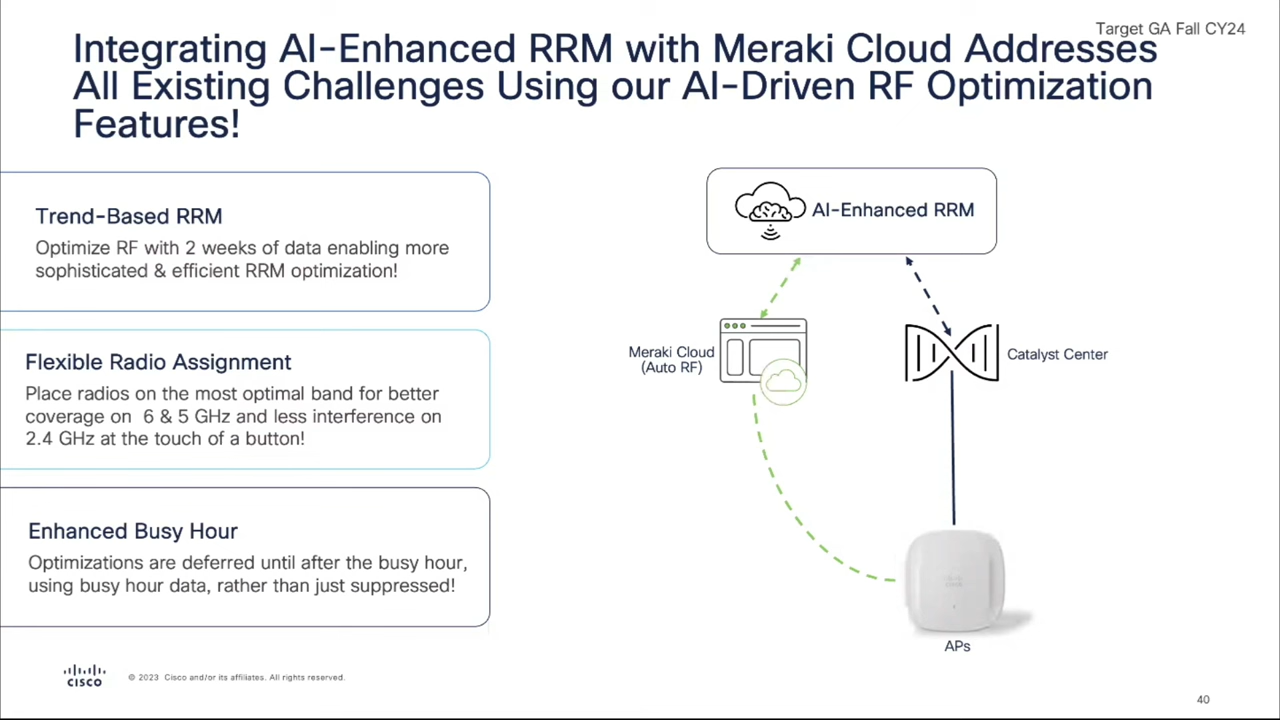 Target GA Fall CY24
Integrating AI-Enhanced RRM with Meraki Cloud Addresses
All Existing Challenges Using our AI-Driven RF Optimization
Features!
Trend-Based RRM
Optimize RF with 2 weeks of data enabling more
sophisticated & efficient RRM optimization!
Flexible Radio Assignment
Place radios on the most optimal band for better
coverage on 6 & 5 GHz and less interference on
2.4 GHz at the touch of a button!
Enhanced Busy Hour
Optimizations are deferred until after the busy hour,
using busy hour data, rather than just suppressed!
AI-Enhanced RRM
Meraki Cloud
(Auto RF)
Catalyst Center
APs
CISCO
© 2023 Cisco and/or its affiliates. All rights reserved.
40